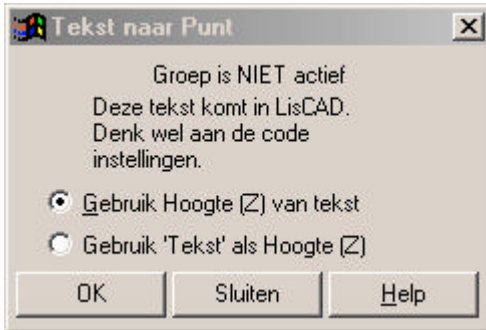 Tekst naar Punt
Groep is NIET actief
Deze tekst komt in LisCAD.
Denk wel aan de code
instellingen.
Gebruik Hoogte (Z) van tekst
Gebruik 'Tekst' als Hoogte (Z)
OK Sluiten Help